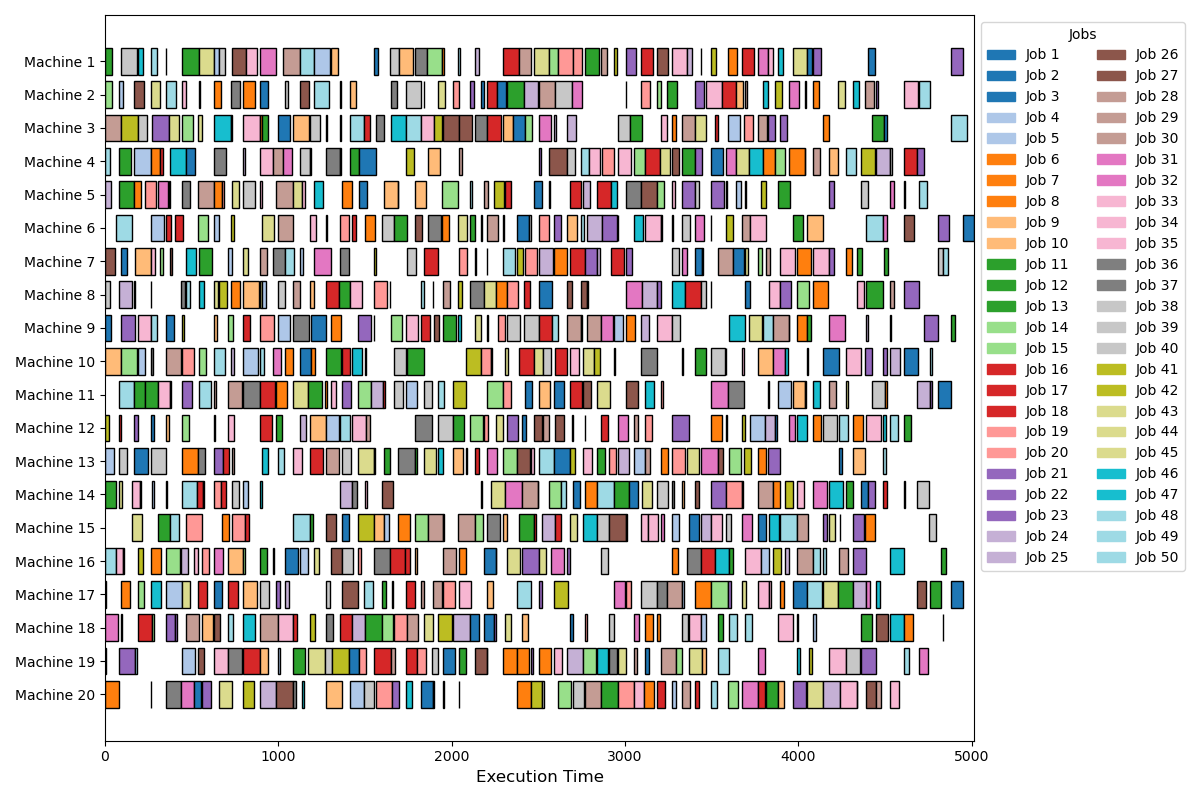 Machine 1
Machine 2
Machine 3
Machine 4
Machine 5
Machine 6
Machine 7
Machine 8
Machine 9
Machine 10
Machine 11
Machine 12
Machine 13
Machine 14
Machine 15
Machine 16
Machine 17
Machine 18
Machine 19
Machine 20
0 1000 2000 3000 4000 5000
Execution Time
Jobs
Job 1
Job 2
Job 3
Job 4
Job 5
Job 6
Job 7
Job 8
Job 9
Job 10
Job 11
Job 12
Job 13
Job 14
Job 15
Job 16
Job 17
Job 18
Job 19
Job 20
Job 21
Job 22
Job 23
Job 24
Job 25
Job 26
Job 27
Job 28
Job 29
Job 30
Job 31
Job 32
Job 33
Job 34
Job 35
Job 36
Job 37
Job 38
Job 39
Job 40
Job 41
Job 42
Job 43
Job 44
Job 45
Job 46
Job 47
Job 48
Job 49
Job 50